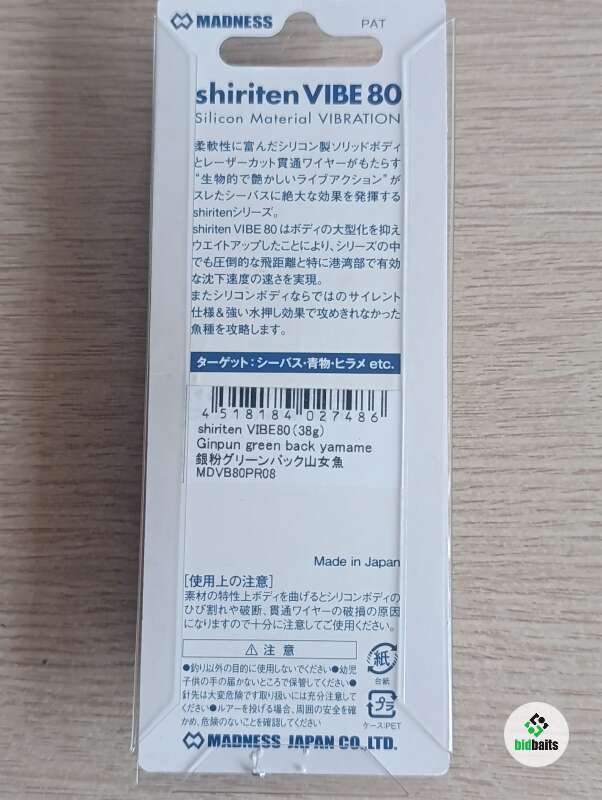 MADNESS
PAT
shiriten VIBE 80
Silicon Material VIBRATION
柔軟性に富んだシリコン製ソリッドボディ
とレーザーカット貫通ワイヤーがもたらす
“生物的で艶かしいライブアクション”が
スレたシーバスに絶大な効果を発揮する
shiritenシリーズ。
shiriten VIBE 80 はボディの大型化を抑え
ウエイトアップしたことにより、シリーズの中
でも圧倒的な飛距離と特に港湾部で有効
な沈下速度の速さを実現。
またシリコンボディならではのサイレント
仕様＆強い水押し効果で攻めきれなかった
魚種を攻略します。
ターゲット：シーバス・青物・ヒラメ etc.
4 518184 027486
shiriten VIBE80(38g)
Ginpun green back yamame
銀粉グリーンバック山女魚
MDVB80PR08
Made in Japan
［使用上の注意］
素材の特性上ボディを曲げるとシリコンボディの
ひび割れや破断、貫通ワイヤーの破損の原因
になりますので十分に注意してご使用ください。
⚠ 注 意
●釣り以外の目的に使用しないでください●幼児
子供の手の届かないところで保管してください●
針先は大変危険です取り扱いには充分注意して
ください●ルアーを投げる場合、周囲の安全を確
かめ、危険のないことを確認してください
紙
台紙
プラ
ケース:PET
MADNESS JAPAN CO., LTD.
bidbaits